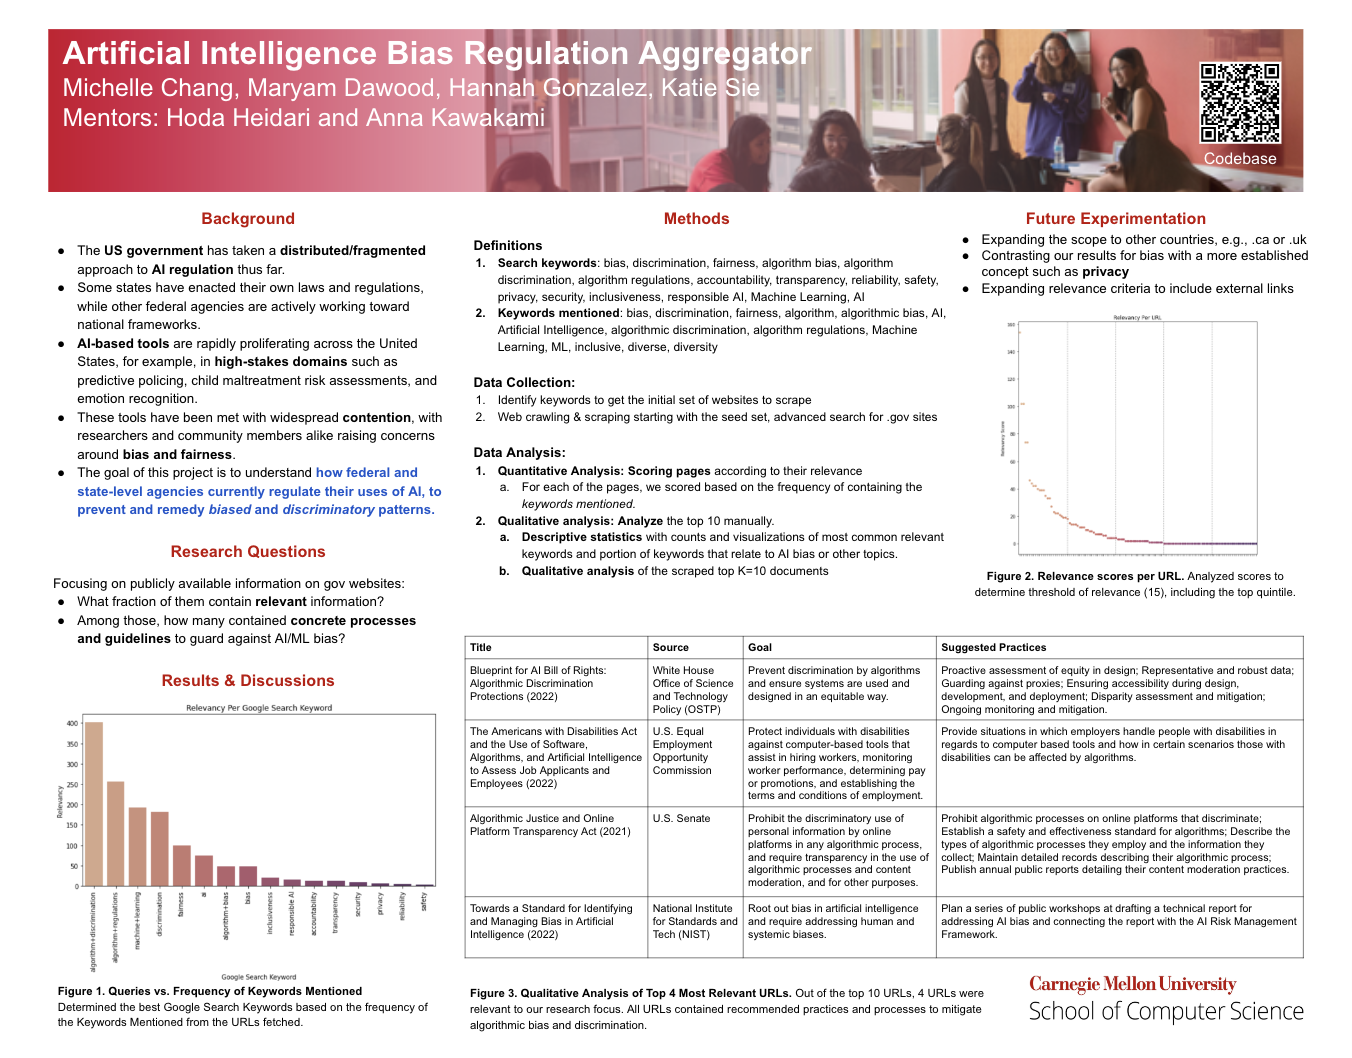 Artificial Intelligence Bias Regulation Aggregator
Michelle Chang, Maryam Dawood, Hannah Gonzalez, Katie Sie
Mentors: Hoda Heidari and Anna Kawakami
Codebase
Background
● The US government has taken a distributed/fragmented
approach to AI regulation thus far.
● Some states have enacted their own laws and regulations,
while other federal agencies are actively working toward
national frameworks.
● AI-based tools are rapidly proliferating across the United
States, for example, in high-stakes domains such as
predictive policing, child maltreatment risk assessments, and
emotion recognition.
● These tools have been met with widespread contention, with
researchers and community members alike raising concerns
around bias and fairness.
● The goal of this project is to understand how federal and
state-level agencies currently regulate their uses of AI, to
prevent and remedy biased and discriminatory patterns.
Research Questions
Focusing on publicly available information on gov websites:
● What fraction of them contain relevant information?
● Among those, how many contained concrete processes
and guidelines to guard against AI/ML bias?
Results & Discussions
Relevancy Per Google Search Keyword
Relevancy
400
350
300
250
200
150
100
50
0
algorithm+discrimination
algorithm+regulations
machine+learning
discrimination
fairness
ai
algorithm+bias
bias
inclusiveness
responsible AI
accountability
transparency
security
privacy
reliability
safety
Google Search Keyword
Figure 1. Queries vs. Frequency of Keywords Mentioned
Determined the best Google Search Keywords based on the frequency of
the Keywords Mentioned from the URLs fetched.
Methods
Definitions
1. Search keywords: bias, discrimination, fairness, algorithm bias, algorithm
discrimination, algorithm regulations, accountability, transparency, reliability, safety,
privacy, security, inclusiveness, responsible AI, Machine Learning, AI
2. Keywords mentioned: bias, discrimination, fairness, algorithm, algorithmic bias, AI,
Artificial Intelligence, algorithmic discrimination, algorithm regulations, Machine
Learning, ML, inclusive, diverse, diversity
Data Collection:
1. Identify keywords to get the initial set of websites to scrape
2. Web crawling & scraping starting with the seed set, advanced search for .gov sites
Data Analysis:
1. Quantitative Analysis: Scoring pages according to their relevance
a. For each of the pages, we scored based on the frequency of containing the
keywords mentioned.
2. Qualitative analysis: Analyze the top 10 manually.
a. Descriptive statistics with counts and visualizations of most common relevant
keywords and portion of keywords that relate to AI bias or other topics.
b. Qualitative analysis of the scraped top K=10 documents
Future Experimentation
● Expanding the scope to other countries, e.g., .ca or .uk
● Contrasting our results for bias with a more established
concept such as privacy
● Expanding relevance criteria to include external links
Relevancy Per URL
Relevancy Score
160
140
120
100
80
60
40
20
0
Figure 2. Relevance scores per URL. Analyzed scores to
determine threshold of relevance (15), including the top quintile.
Title Source Goal Suggested Practices
Blueprint for AI Bill of Rights:
Algorithmic Discrimination
Protections (2022)
White House
Office of Science
and Technology
Policy (OSTP)
Prevent discrimination by algorithms
and ensure systems are used and
designed in an equitable way.
Proactive assessment of equity in design; Representative and robust data;
Guarding against proxies; Ensuring accessibility during design,
development, and deployment; Disparity assessment and mitigation;
Ongoing monitoring and mitigation.
The Americans with Disabilities Act
and the Use of Software,
Algorithms, and Artificial Intelligence
to Assess Job Applicants and
Employees (2022)
U.S. Equal
Employment
Opportunity
Commission
Protect individuals with disabilities
against computer-based tools that
assist in hiring workers, monitoring
worker performance, determining pay
or promotions, and establishing the
terms and conditions of employment.
Provide situations in which employers handle people with disabilities in
regards to computer based tools and how in certain scenarios those with
disabilities can be affected by algorithms.
Algorithmic Justice and Online
Platform Transparency Act (2021)
U.S. Senate
Prohibit the discriminatory use of
personal information by online
platforms in any algorithmic process,
and require transparency in the use of
algorithmic processes and content
moderation, and for other purposes.
Prohibit algorithmic processes on online platforms that discriminate;
Establish a safety and effectiveness standard for algorithms; Describe the
types of algorithmic processes they employ and the information they
collect; Maintain detailed records describing their algorithmic process;
Publish annual public reports detailing their content moderation practices.
Towards a Standard for Identifying
and Managing Bias in Artificial
Intelligence (2022)
National Institute
for Standards and
Tech (NIST)
Root out bias in artificial intelligence
and require addressing human and
systemic biases.
Plan a series of public workshops at drafting a technical report for
addressing AI bias and connecting the report with the AI Risk Management
Framework.
Figure 3. Qualitative Analysis of Top 4 Most Relevant URLs. Out of the top 10 URLs, 4 URLs were
relevant to our research focus. All URLs contained recommended practices and processes to mitigate
algorithmic bias and discrimination.
Carnegie Mellon University
School of Computer Science